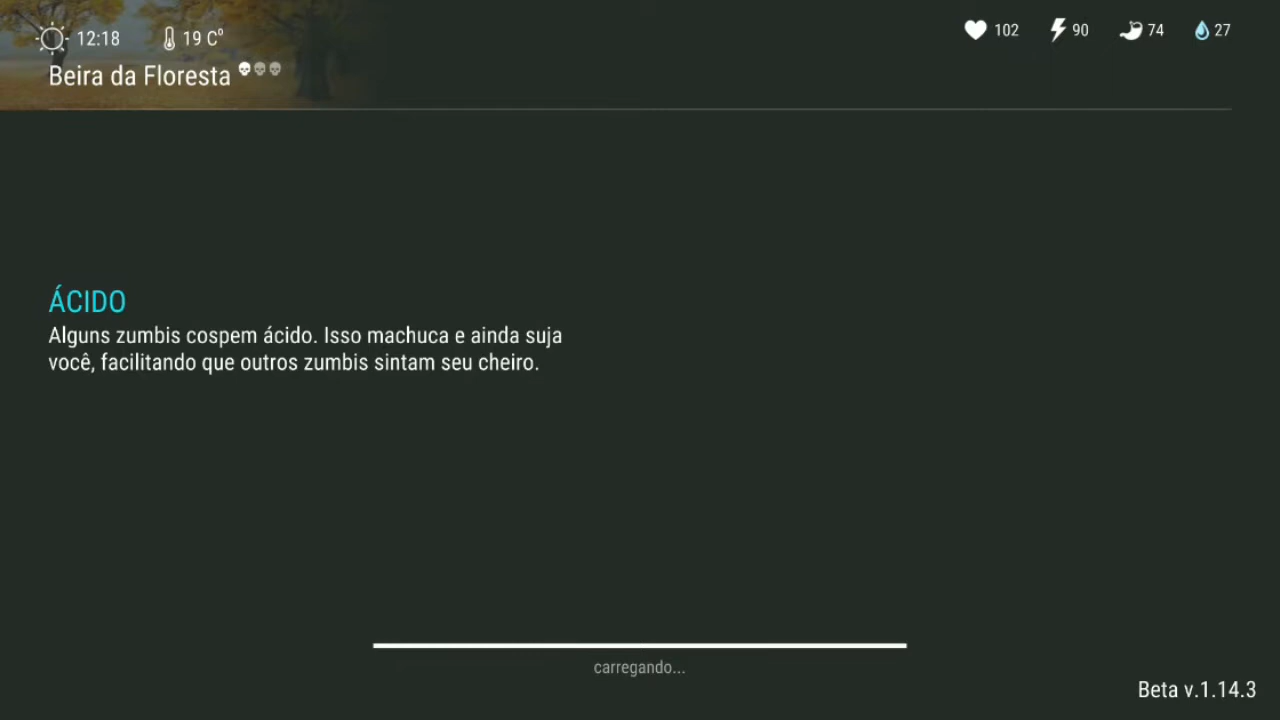 12:18 19 C⁰
102 90 74 27
Beira da Floresta
ÁCIDO
Alguns zumbis cospem ácido. Isso machuca e ainda suja
você, facilitando que outros zumbis sintam seu cheiro.
carregando...
Beta v.1.14.3